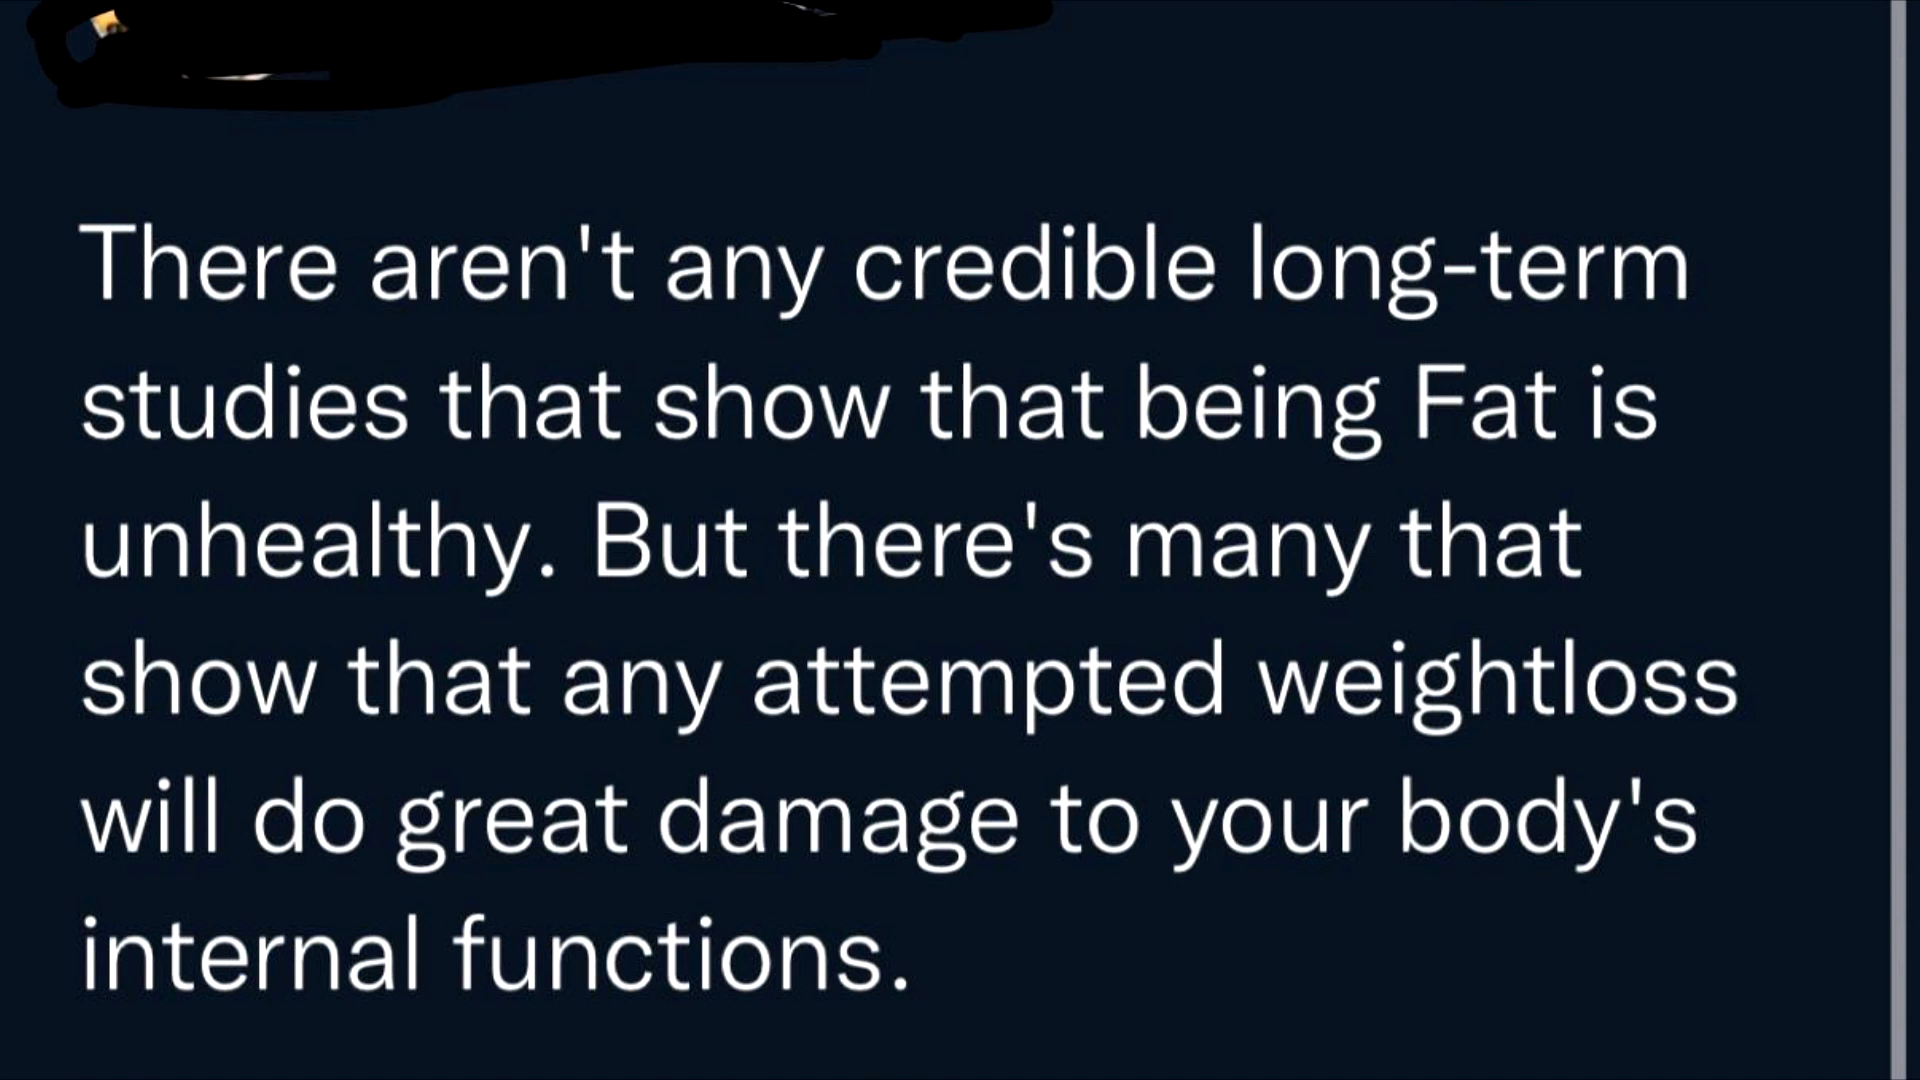 There aren't any credible long-term
studies that show that being Fat is
unhealthy. But there's many that
show that any attempted weightloss
will do great damage to your body's
internal functions.